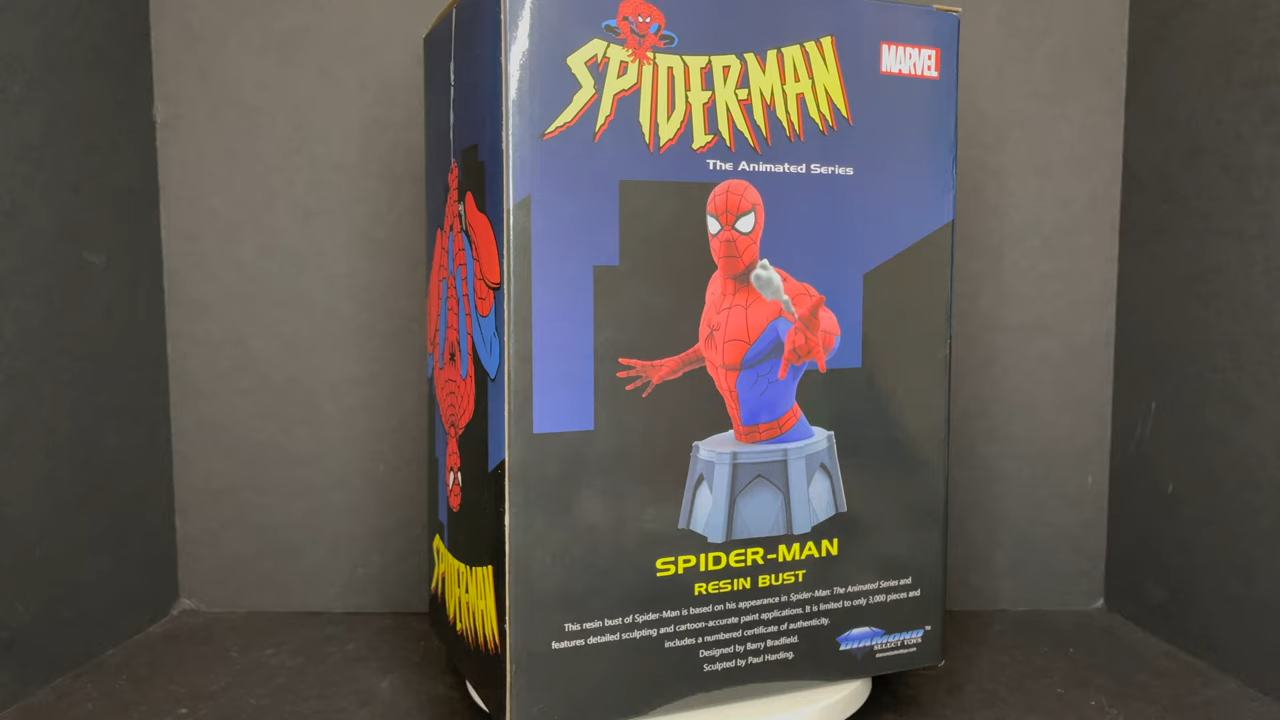 SPIDER-MAN
MARVEL
The Animated Series
SPIDER-MAN
RESIN BUST
This resin bust of Spider-Man is based on his appearance in Spider-Man: The Animated Series and
features detailed sculpting and cartoon-accurate paint applications. It is limited to only 3,000 pieces and
includes a numbered certificate of authenticity.
Designed by Barry Bradfield.
Sculpted by Paul Harding.
DIAMOND™
SELECT TOYS
diamondselecttoys.com
SPIDER-MAN